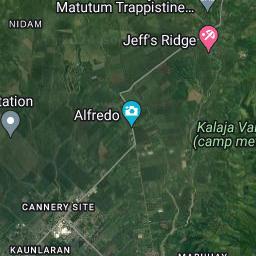 Matutum Trappistine...
NIDAM
Jeff's Ridge
tation
Alfredo
Kalaja Va
(camp me
CANNERY SITE
KAUNLARAN